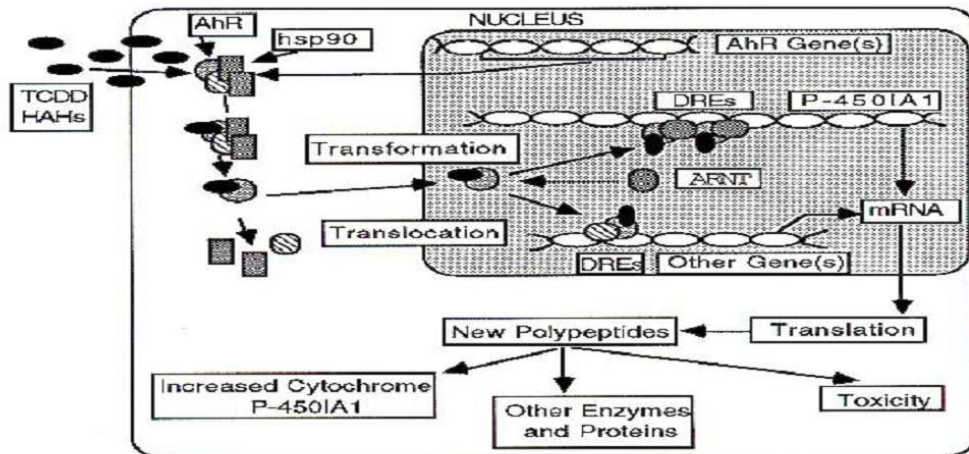 NUCLEUS
AhR
hsp90
AhR Gene(s)
TCDD
HAHs
DREs
P-450IA1
Transformation
ARNT
mRNA
Translocation
DREs
Other Gene(s)
New Polypeptides
Translation
Increased Cytochrome
P-450IA1
Other Enzymes
and Proteins
Toxicity